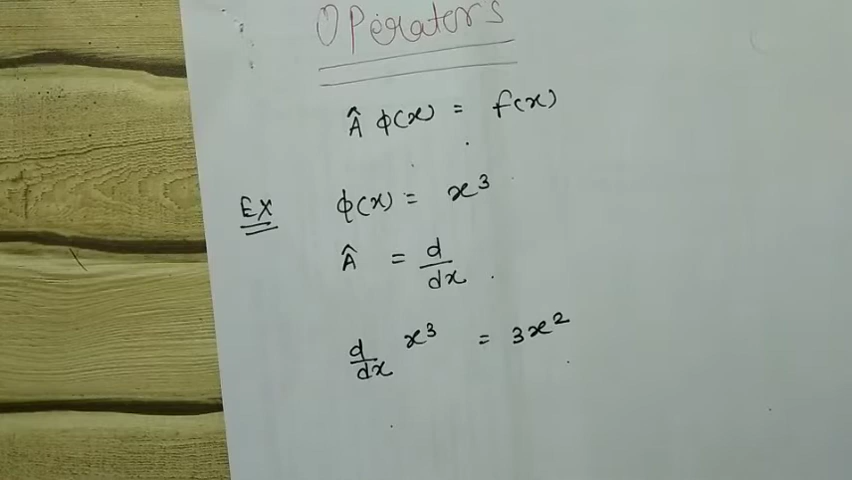 OPerators
Â ϕ(x) = f(x)
EX ϕ(x) = x³
Â = d/dx
d/dx x³ = 3x²